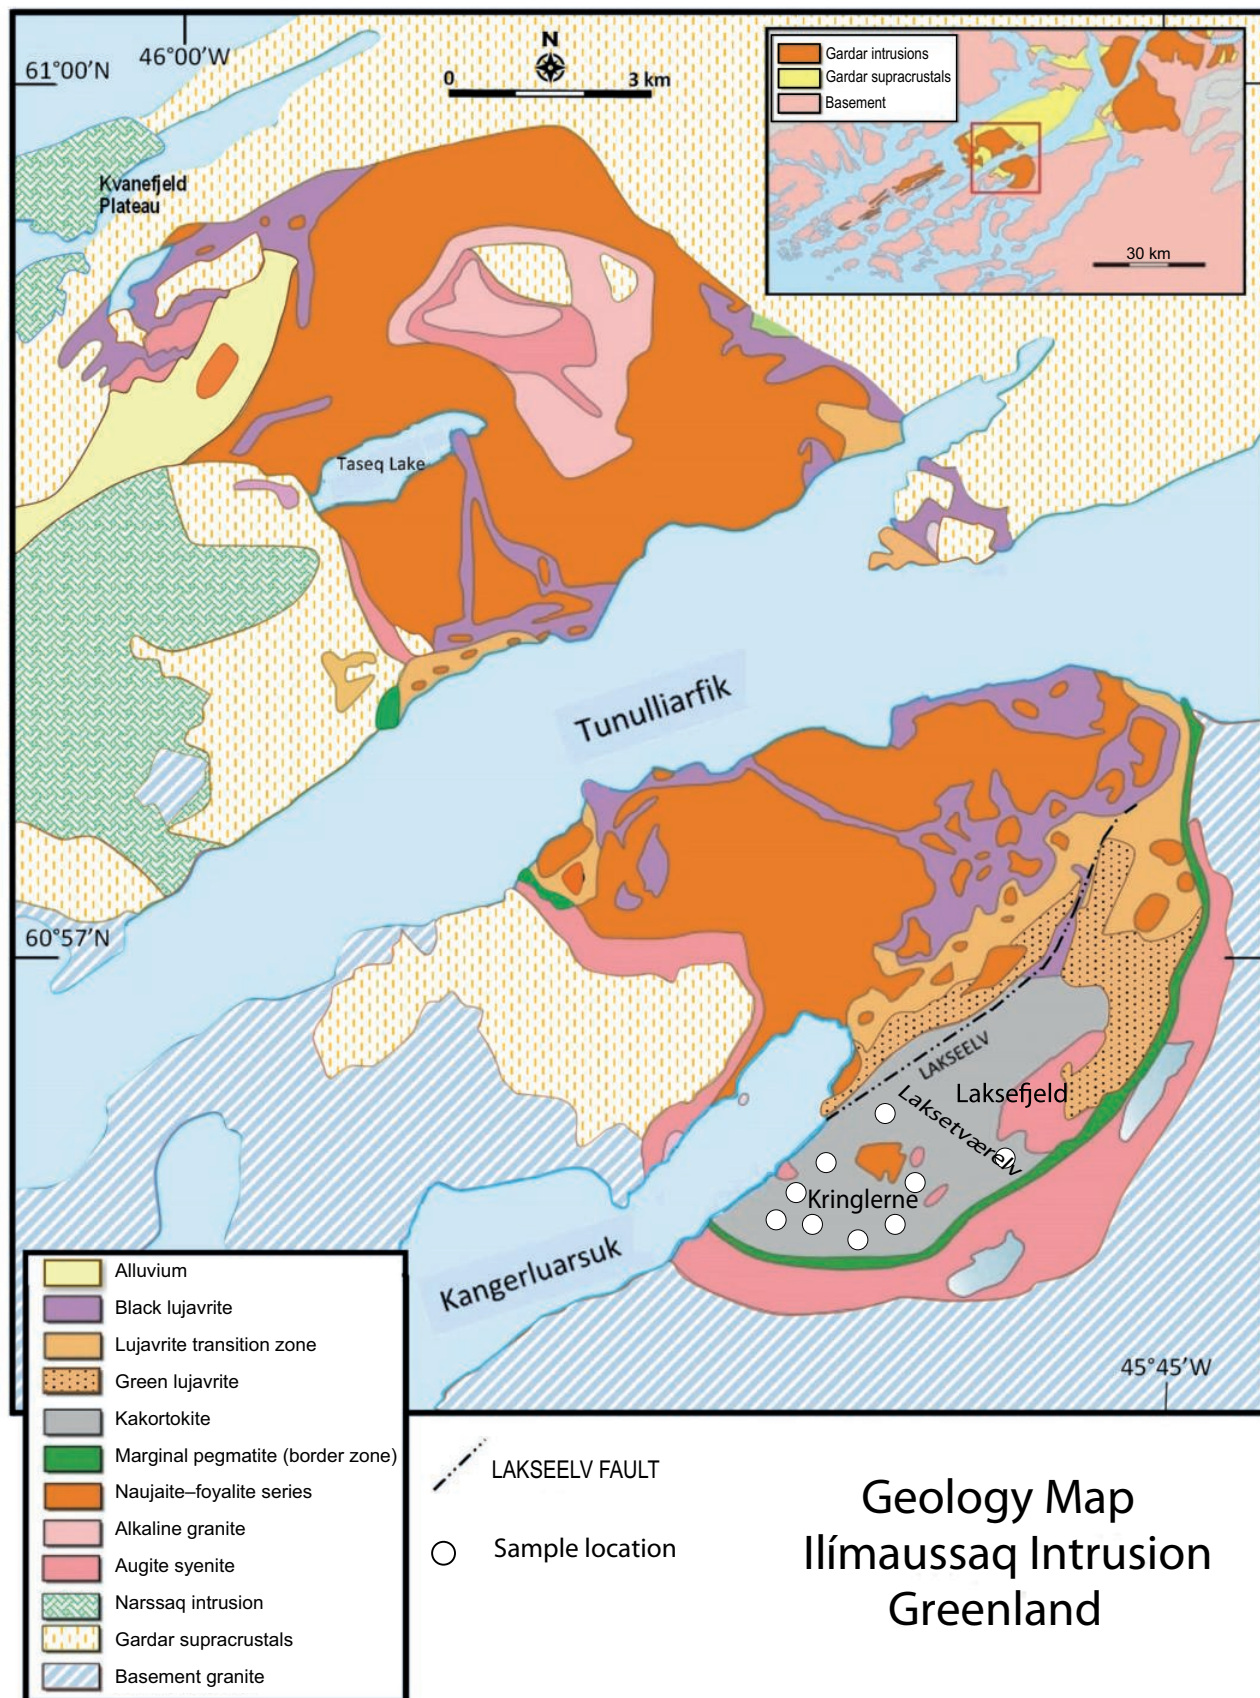 46°00'W
61°00'N
N
0 3 km
Gardar intrusions
Gardar supracrustals
Basement
30 km
Kvanefjeld
Plateau
Taseq Lake
Tunulliarfik
60°57'N
LAKSEELV
Laksefjeld
Laksetværelv
Kringlerne
Kangerluarsuk
45°45'W
Alluvium
Black lujavrite
Lujavrite transition zone
Green lujavrite
Kakortokite
Marginal pegmatite (border zone)
Naujaite–foyalite series
Alkaline granite
Augite syenite
Narssaq intrusion
Gardar supracrustals
Basement granite
LAKSEELV FAULT
Sample location
Geology Map
Ilímaussaq Intrusion
Greenland